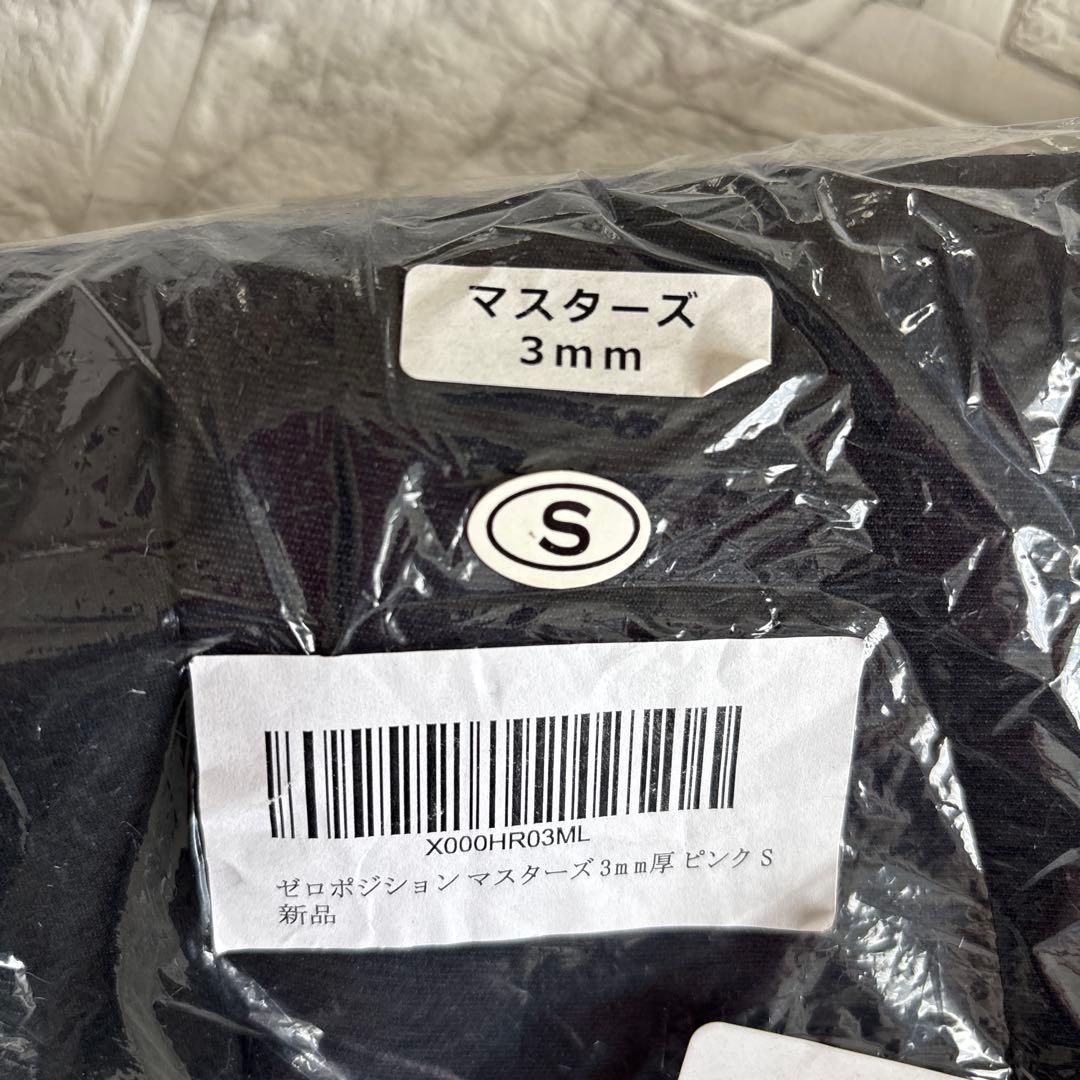 マスターズ
3mm
S
X000HR03ML
ゼロポジション マスターズ 3mm厚 ピンク S
新品